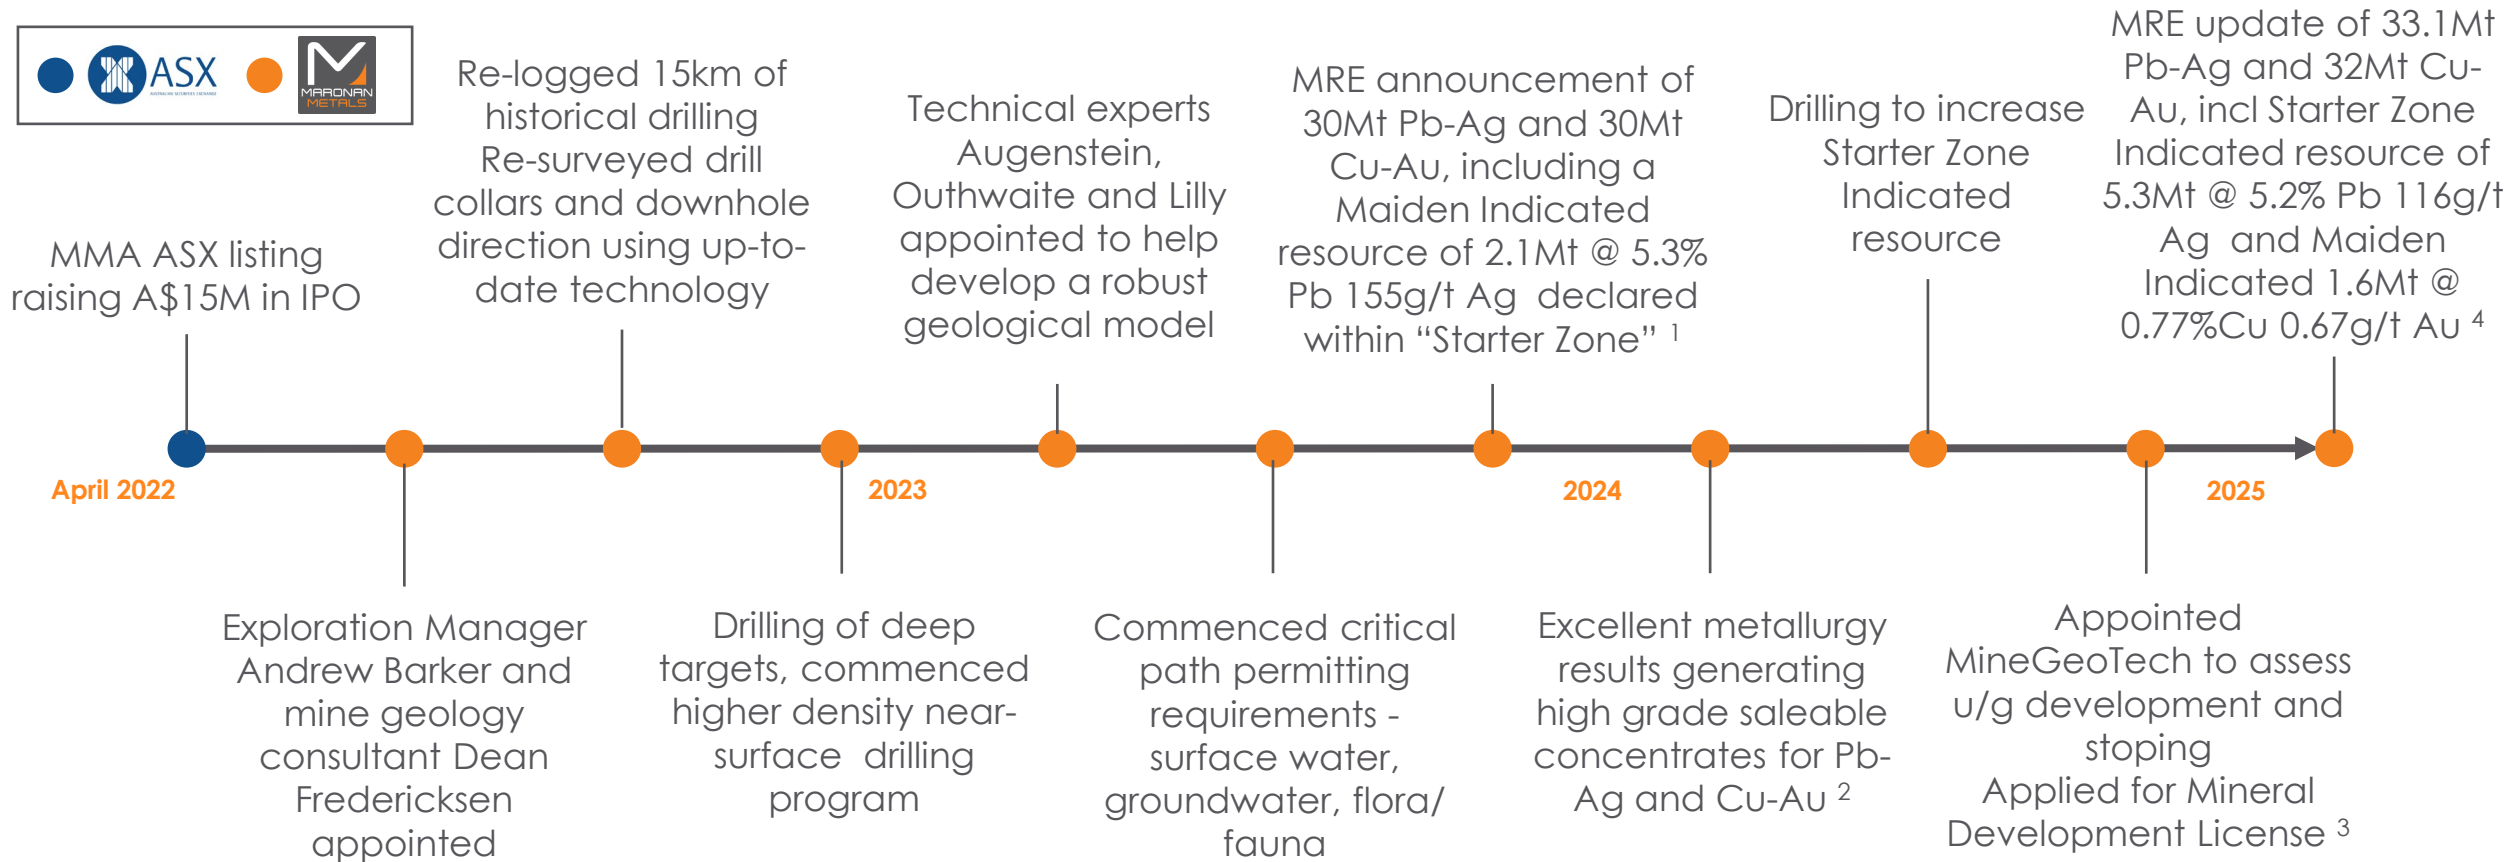 ASX
AUSTRALIAN SECURITIES EXCHANGE
MARONAN
METALS
MMA ASX listing
raising A$15M in IPO
Re-logged 15km of
historical drilling
Re-surveyed drill
collars and downhole
direction using up-to-
date technology
Technical experts
Augenstein,
Outhwaite and Lilly
appointed to help
develop a robust
geological model
MRE announcement of
30Mt Pb-Ag and 30Mt
Cu-Au, including a
Maiden Indicated
resource of 2.1Mt @ 5.3%
Pb 155g/t Ag declared
within “Starter Zone” 1
Drilling to increase
Starter Zone
Indicated
resource
MRE update of 33.1Mt
Pb-Ag and 32Mt Cu-
Au, incl Starter Zone
Indicated resource of
5.3Mt @ 5.2% Pb 116g/t
Ag and Maiden
Indicated 1.6Mt @
0.77%Cu 0.67g/t Au 4
April 2022
2023
2024
2025
Exploration Manager
Andrew Barker and
mine geology
consultant Dean
Fredericksen
appointed
Drilling of deep
targets, commenced
higher density near-
surface drilling
program
Commenced critical
path permitting
requirements -
surface water,
groundwater, flora/
fauna
Excellent metallurgy
results generating
high grade saleable
concentrates for Pb-
Ag and Cu-Au 2
Appointed
MineGeoTech to assess
u/g development and
stoping
Applied for Mineral
Development License 3